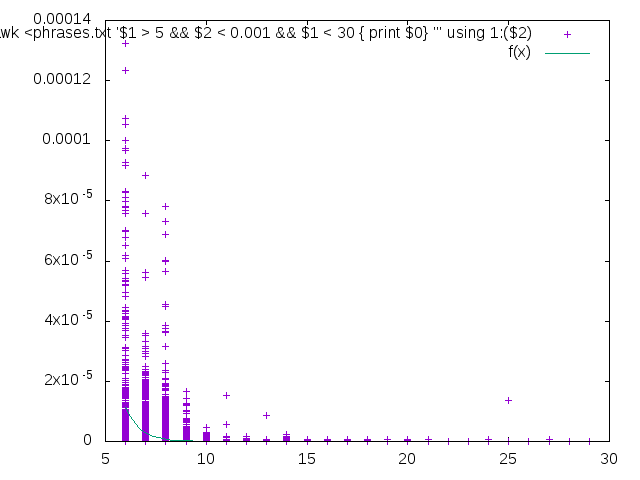 0.00014
wk <phrases.txt '$1 > 5 && $2 < 0.001 && $1 < 30 { print $0} '" using 1:($2)
f(x)
0.00012
0.0001
8x10-5
6x10-5
4x10-5
2x10-5
0
5 10 15 20 25 30